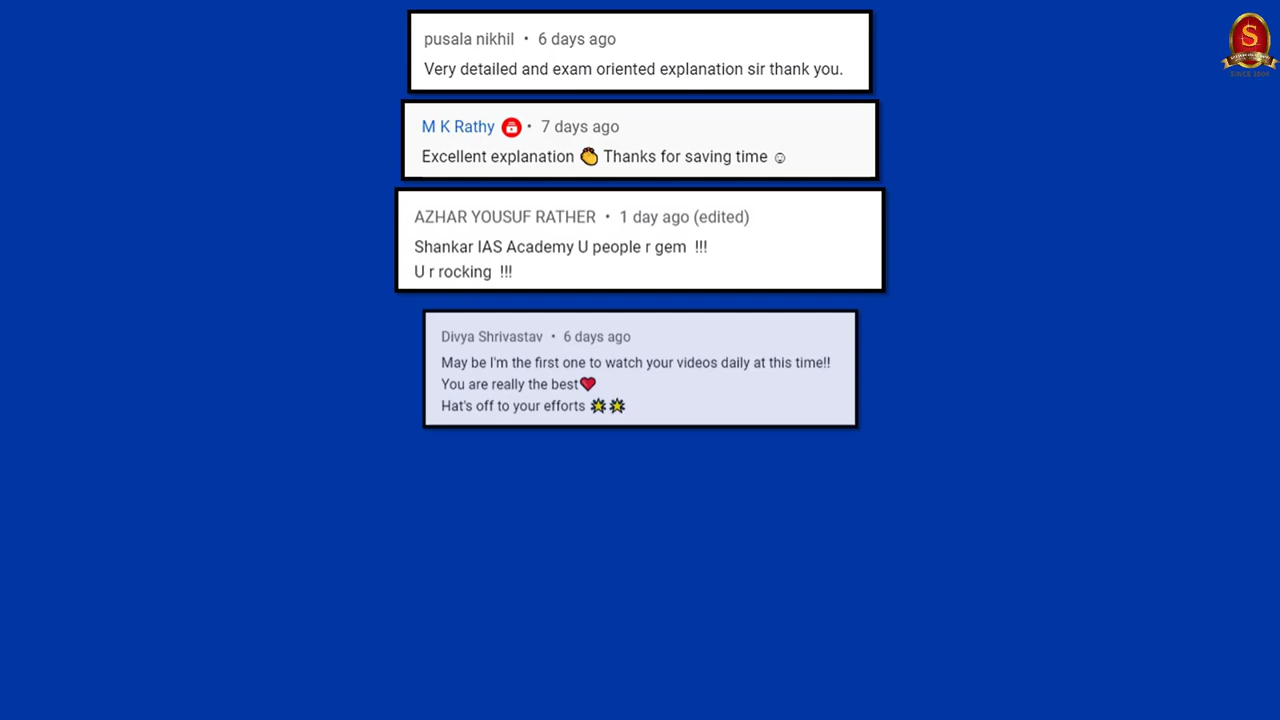 pusala nikhil • 6 days ago
Very detailed and exam oriented explanation sir thank you.
M K Rathy • 7 days ago
Excellent explanation 👏 Thanks for saving time ☺
AZHAR YOUSUF RATHER • 1 day ago (edited)
Shankar IAS Academy U people r gem !!!
U r rocking !!!
Divya Shrivastav • 6 days ago
May be I'm the first one to watch your videos daily at this time!!
You are really the best❤️
Hat's off to your efforts 🌟🌟
S
SINCE 2004